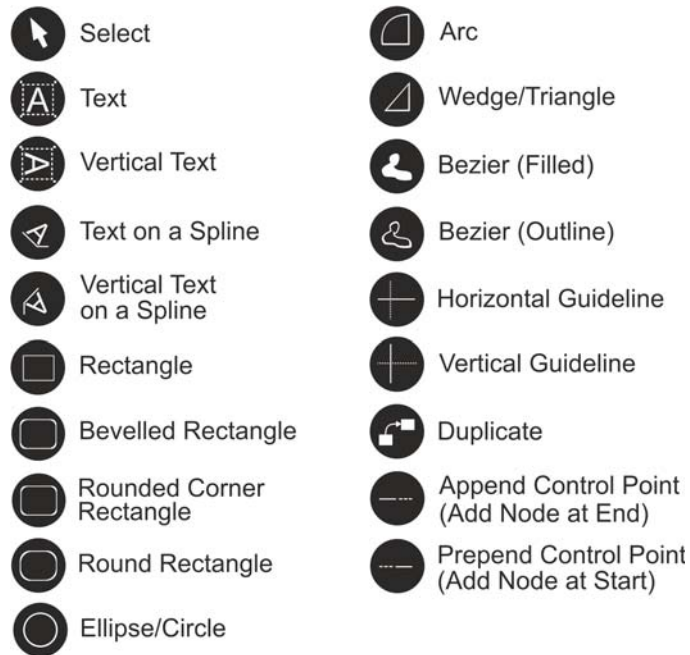 Select
Text
Vertical Text
Text on a Spline
Vertical Text
on a Spline
Rectangle
Bevelled Rectangle
Rounded Corner
Rectangle
Round Rectangle
Ellipse/Circle
Arc
Wedge/Triangle
Bezier (Filled)
Bezier (Outline)
Horizontal Guideline
Vertical Guideline
Duplicate
Append Control Point
(Add Node at End)
Prepend Control Point
(Add Node at Start)